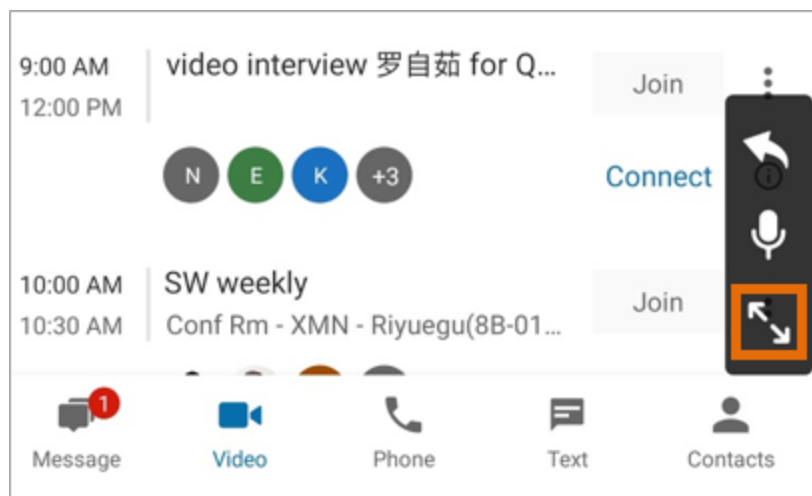 9:00 AM
12:00 PM
video interview 罗自茹 for Q...
Join
N E K +3
Connect
10:00 AM
10:30 AM
SW weekly
Conf Rm - XMN - Riyuegu(8B-01...
Join
1
Message
Video
Phone
Text
Contacts